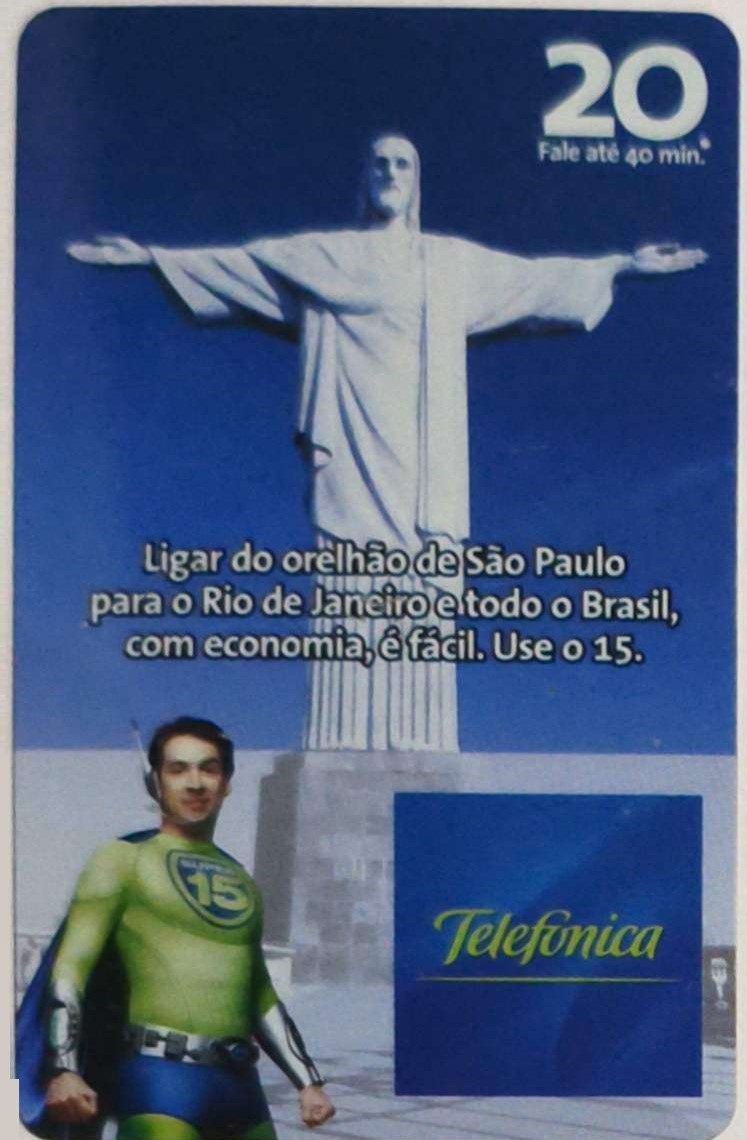 20
Fale até 40 min.*
Ligar do orelhão de São Paulo
para o Rio de Janeiro e todo o Brasil,
com economia, é fácil. Use o 15.
SUPER
15
Telefônica